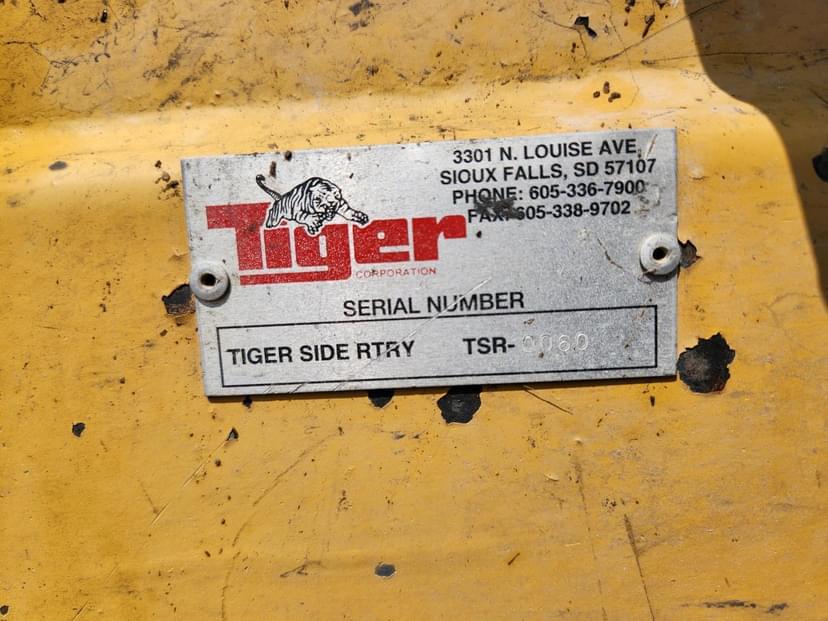 3301 N. LOUISE AVE.
SIOUX FALLS, SD 57107
PHONE: 605-336-7900
FAX: 605-338-9702
Tiger
CORPORATION
SERIAL NUMBER
TIGER SIDE RTRY TSR-0060